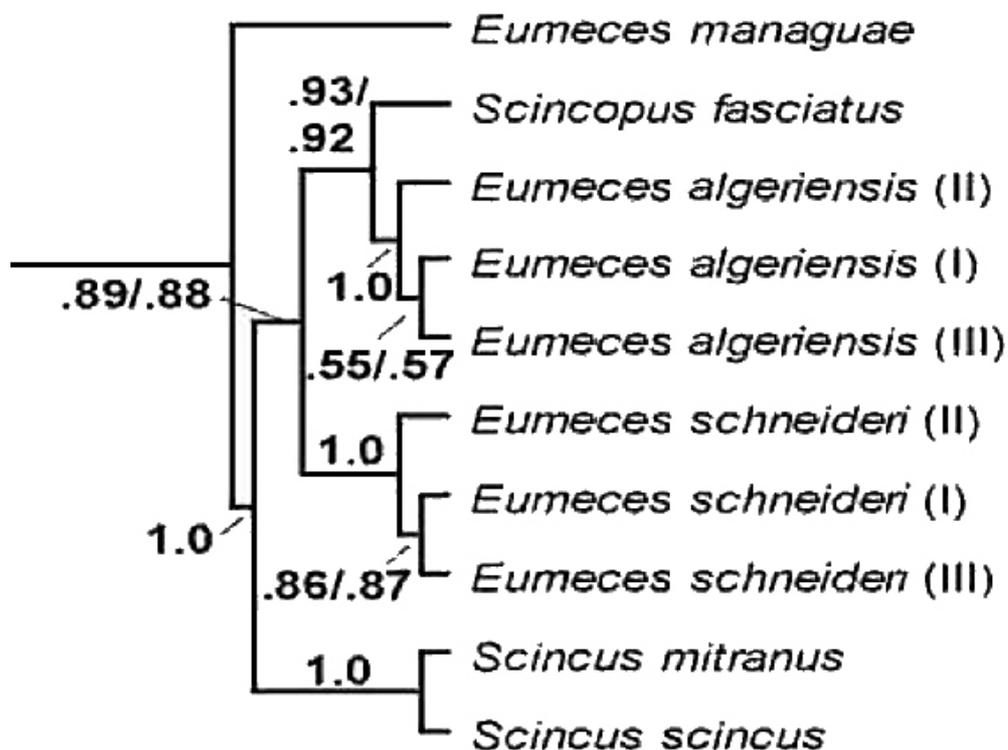 Eumeces managuae
.93/
.92
Scincopus fasciatus
Eumeces algeriensis (II)
Eumeces algeriensis (I)
1.0
.89/.88
Eumeces algeriensis (III)
.55/.57
Eumeces schneideri (II)
1.0
Eumeces schneideri (I)
1.0
Eumeces schneideri (III)
.86/.87
Scincus mitranus
1.0
Scincus scincus